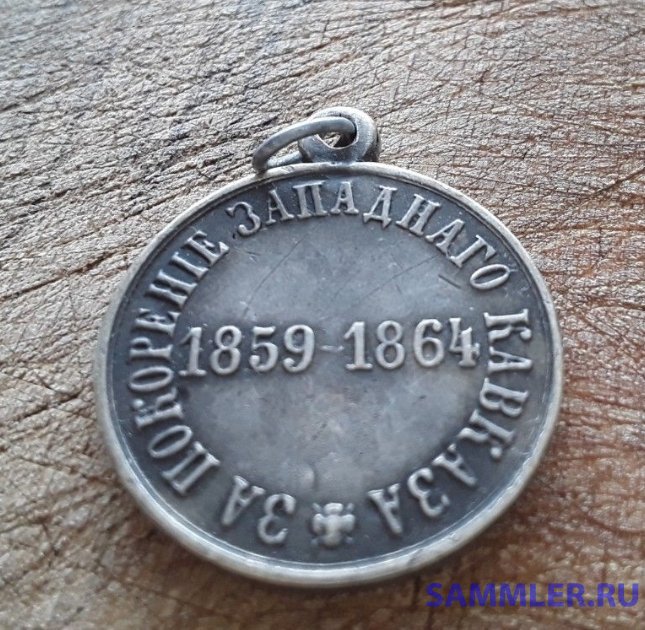 ЗА ПОКОРЕНІЕ ЗАПАДНАГО КАВКАЗА
1859-1864
SAMMLER.RU